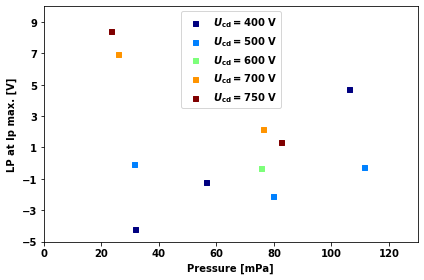 LP at Ip max. [V]
9
7
5
3
1
−1
−3
−5
U_cd = 400 V
U_cd = 500 V
U_cd = 600 V
U_cd = 700 V
U_cd = 750 V
0 20 40 60 80 100 120
Pressure [mPa]